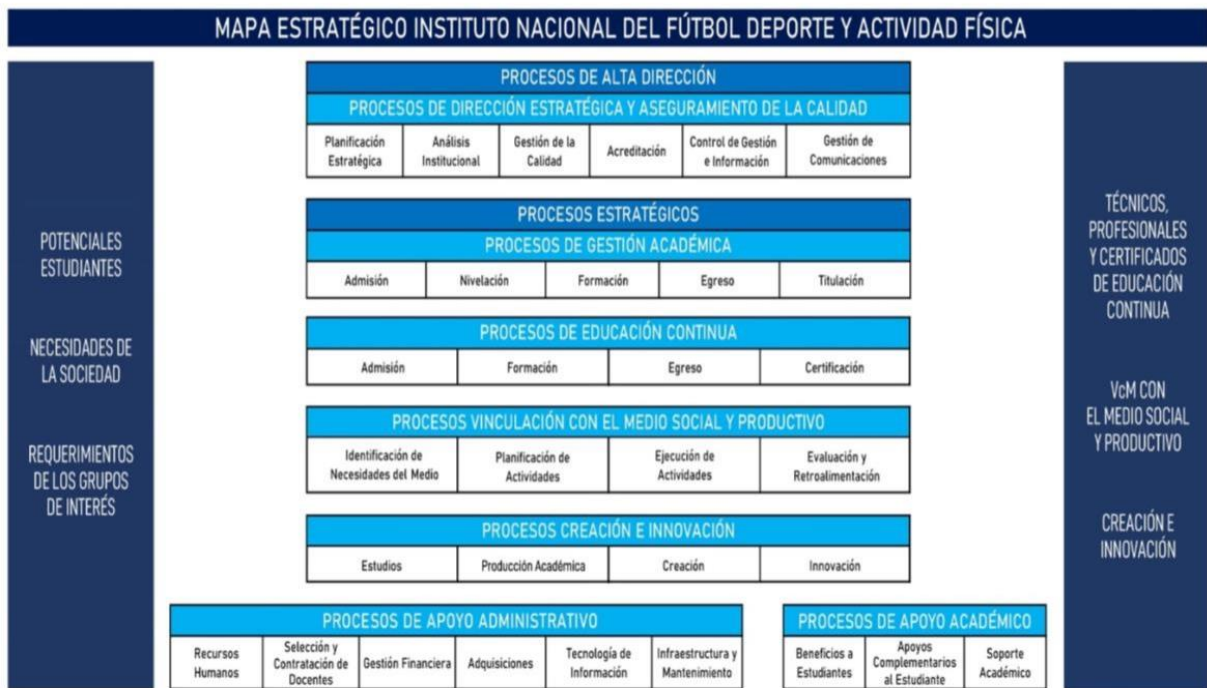 MAPA ESTRATÉGICO INSTITUTO NACIONAL DEL FÚTBOL DEPORTE Y ACTIVIDAD FÍSICA
POTENCIALES
ESTUDIANTES
NECESIDADES DE
LA SOCIEDAD
REQUERIMIENTOS
DE LOS GRUPOS
DE INTERÉS
PROCESOS DE ALTA DIRECCIÓN
PROCESOS DE DIRECCIÓN ESTRATÉGICA Y ASEGURAMIENTO DE LA CALIDAD
Planificación
Estratégica
Análisis
Institucional
Gestión de la
Calidad
Acreditación
Control de Gestión
e Información
Gestión de
Comunicaciones
PROCESOS ESTRATÉGICOS
PROCESOS DE GESTIÓN ACADÉMICA
Admisión
Nivelación
Formación
Egreso
Titulación
PROCESOS DE EDUCACIÓN CONTINUA
Admisión
Formación
Egreso
Certificación
PROCESOS VINCULACIÓN CON EL MEDIO SOCIAL Y PRODUCTIVO
Identificación de
Necesidades del Medio
Planificación de
Actividades
Ejecución de
Actividades
Evaluación y
Retroalimentación
PROCESOS CREACIÓN E INNOVACIÓN
Estudios
Producción Académica
Creación
Innovación
PROCESOS DE APOYO ADMINISTRATIVO
Recursos
Humanos
Selección y
Contratación de
Docentes
Gestión Financiera
Adquisiciones
Tecnología de
Información
Infraestructura y
Mantenimiento
PROCESOS DE APOYO ACADÉMICO
Beneficios a
Estudiantes
Apoyos
Complementarios
al Estudiante
Soporte
Académico
TÉCNICOS,
PROFESIONALES
Y CERTIFICADOS
DE EDUCACIÓN
CONTINUA
VcM CON
EL MEDIO SOCIAL
Y PRODUCTIVO
CREACIÓN E
INNOVACIÓN